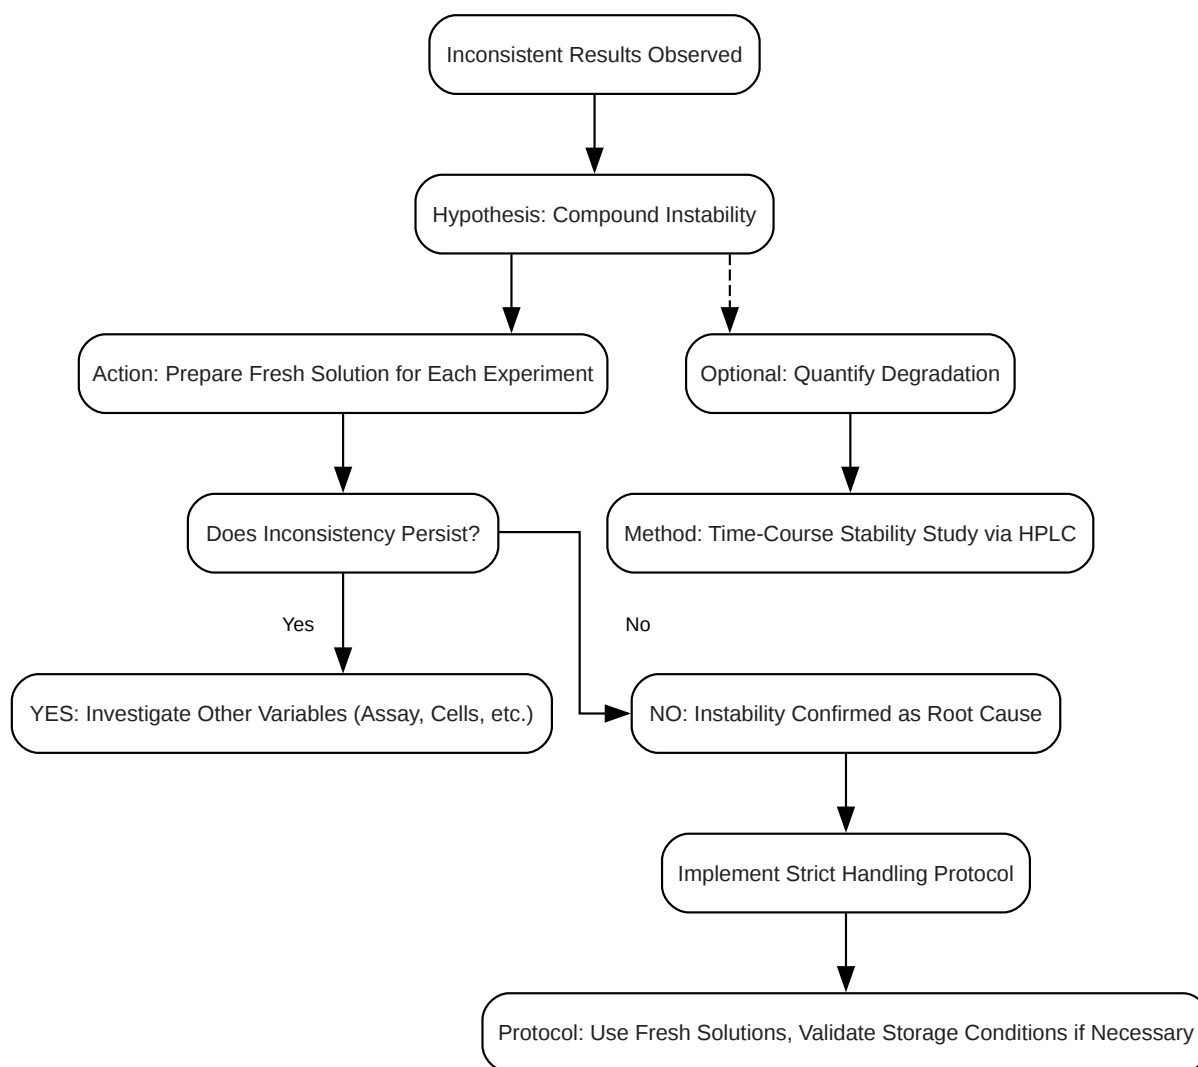 Inconsistent Results Observed
Hypothesis: Compound Instability
Action: Prepare Fresh Solution for Each Experiment
Optional: Quantify Degradation
Does Inconsistency Persist?
Method: Time-Course Stability Study via HPLC
Yes
No
YES: Investigate Other Variables (Assay, Cells, etc.)
NO: Instability Confirmed as Root Cause
Implement Strict Handling Protocol
Protocol: Use Fresh Solutions, Validate Storage Conditions if Necessary